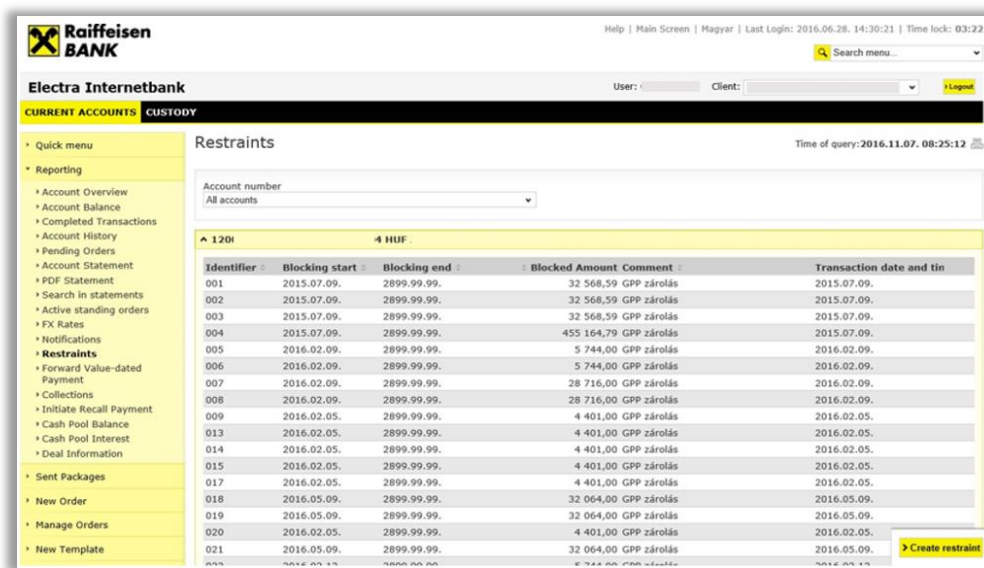 Raiffeisen
BANK
Help | Main Screen | Magyar | Last Login: 2016.06.28. 14:30:21 | Time lock: 03:22
Search menu...
Electra Internetbank
User:
Client:
Logout
CURRENT ACCOUNTS CUSTODY
Quick menu
Reporting
Account Overview
Account Balance
Completed Transactions
Account History
Pending Orders
Account Statement
PDF Statement
Search in statements
Active standing orders
FX Rates
Notifications
Restraints
Forward Value-dated
Payment
Collections
Initiate Recall Payment
Cash Pool Balance
Cash Pool Interest
Deal Information
Sent Packages
New Order
Manage Orders
New Template
Restraints
Time of query:2016.11.07. 08:25:12
Account number
All accounts
120 4 HUF
Identifier Blocking start Blocking end Blocked Amount Comment Transaction date and tim
001 2015.07.09. 2899.99.99. 32 568,59 GPP zárolás 2015.07.09.
002 2015.07.09. 2899.99.99. 32 568,59 GPP zárolás 2015.07.09.
003 2015.07.09. 2899.99.99. 32 568,59 GPP zárolás 2015.07.09.
004 2015.07.09. 2899.99.99. 455 164,79 GPP zárolás 2015.07.09.
005 2016.02.09. 2899.99.99. 5 744,00 GPP zárolás 2016.02.09.
006 2016.02.09. 2899.99.99. 5 744,00 GPP zárolás 2016.02.09.
007 2016.02.09. 2899.99.99. 28 716,00 GPP zárolás 2016.02.09.
008 2016.02.09. 2899.99.99. 28 716,00 GPP zárolás 2016.02.09.
009 2016.02.05. 2899.99.99. 4 401,00 GPP zárolás 2016.02.05.
013 2016.02.05. 2899.99.99. 4 401,00 GPP zárolás 2016.02.05.
014 2016.02.05. 2899.99.99. 4 401,00 GPP zárolás 2016.02.05.
015 2016.02.05. 2899.99.99. 4 401,00 GPP zárolás 2016.02.05.
017 2016.02.05. 2899.99.99. 4 401,00 GPP zárolás 2016.02.05.
018 2016.05.09. 2899.99.99. 32 064,00 GPP zárolás 2016.05.09.
019 2016.05.09. 2899.99.99. 32 064,00 GPP zárolás 2016.05.09.
020 2016.02.05. 2899.99.99. 4 401,00 GPP zárolás 2016.02.05.
021 2016.05.09. 2899.99.99. 32 064,00 GPP zárolás 2016.05.09.
Create restraint